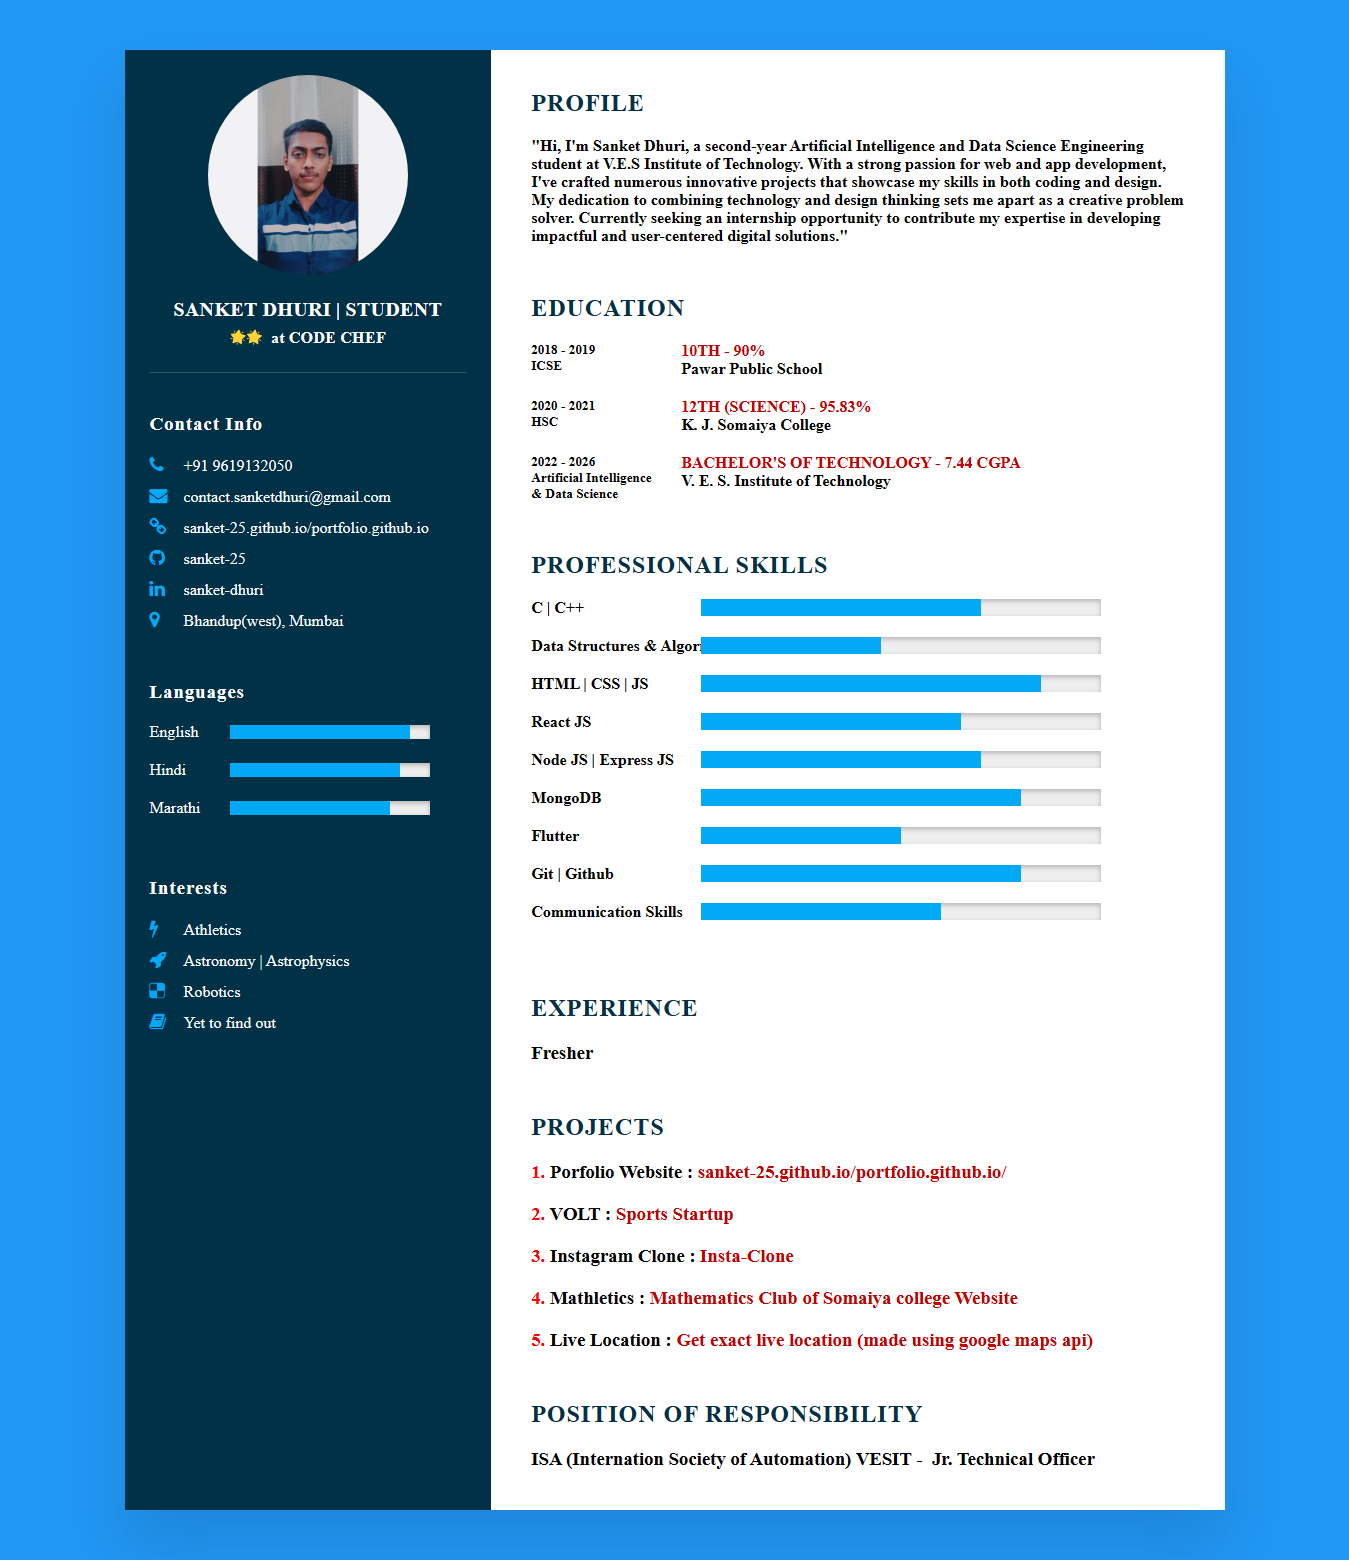 SANKET DHURI | STUDENT
🌟🌟 at CODE CHEF
Contact Info
+91 9619132050
contact.sanketdhuri@gmail.com
sanket-25.github.io/portfolio.github.io
sanket-25
sanket-dhuri
Bhandup(west), Mumbai
Languages
English
Hindi
Marathi
Interests
Athletics
Astronomy | Astrophysics
Robotics
Yet to find out
PROFILE
"Hi, I'm Sanket Dhuri, a second-year Artificial Intelligence and Data Science Engineering
student at V.E.S Institute of Technology. With a strong passion for web and app development,
I've crafted numerous innovative projects that showcase my skills in both coding and design.
My dedication to combining technology and design thinking sets me apart as a creative problem
solver. Currently seeking an internship opportunity to contribute my expertise in developing
impactful and user-centered digital solutions."
EDUCATION
2018 - 2019
ICSE
10TH - 90%
Pawar Public School
2020 - 2021
HSC
12TH (SCIENCE) - 95.83%
K. J. Somaiya College
2022 - 2026
Artificial Intelligence
& Data Science
BACHELOR'S OF TECHNOLOGY - 7.44 CGPA
V. E. S. Institute of Technology
PROFESSIONAL SKILLS
C | C++
Data Structures & Algor
HTML | CSS | JS
React JS
Node JS | Express JS
MongoDB
Flutter
Git | Github
Communication Skills
EXPERIENCE
Fresher
PROJECTS
1. Porfolio Website : sanket-25.github.io/portfolio.github.io/
2. VOLT : Sports Startup
3. Instagram Clone : Insta-Clone
4. Mathletics : Mathematics Club of Somaiya college Website
5. Live Location : Get exact live location (made using google maps api)
POSITION OF RESPONSIBILITY
ISA (Internation Society of Automation) VESIT - Jr. Technical Officer